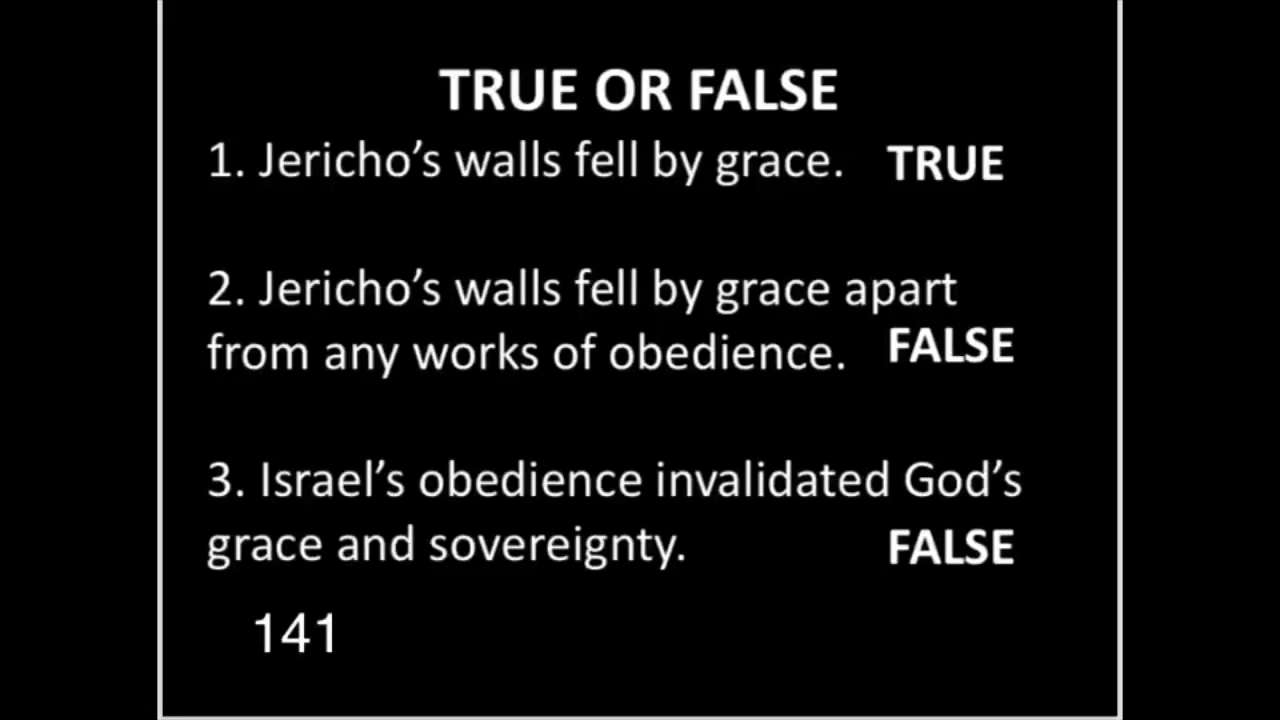 TRUE OR FALSE
1. Jericho’s walls fell by grace. TRUE
2. Jericho’s walls fell by grace apart
from any works of obedience. FALSE
3. Israel’s obedience invalidated God’s
grace and sovereignty. FALSE
141